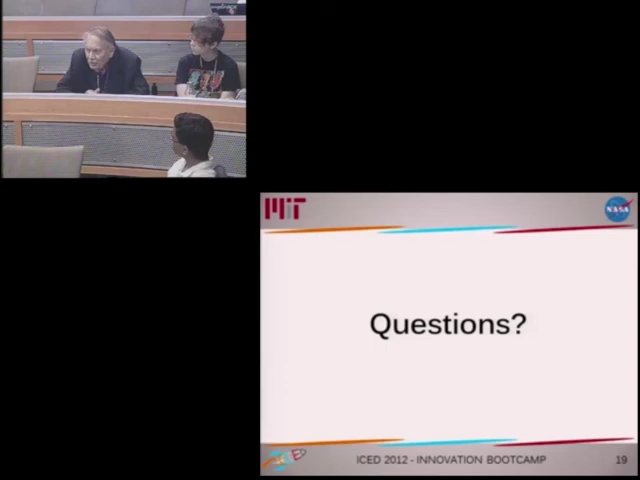 MIT
NASA
Questions?
ICED 2012 - INNOVATION BOOTCAMP
19